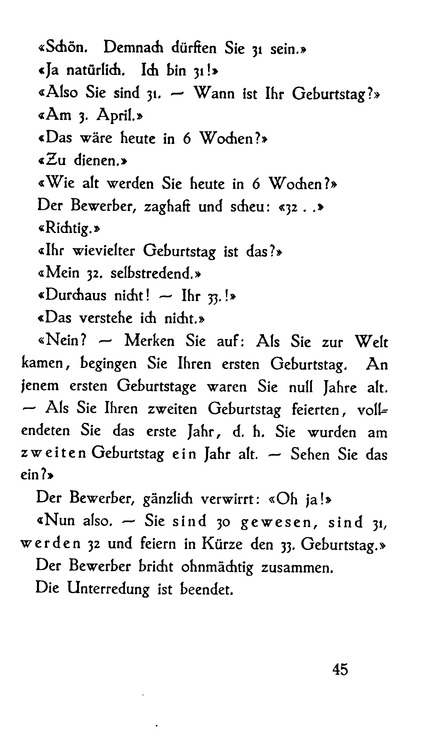 «Schön. Demnach dürften Sie 31 sein.»
«Ja natürlich. Ich bin 31!»
«Also Sie sind 31. — Wann ist Ihr Geburtstag?»
«Am 3. April.»
«Das wäre heute in 6 Wochen?»
«Zu dienen.»
«Wie alt werden Sie heute in 6 Wochen?»
Der Bewerber, zaghaft und scheu: «32 . .»
«Richtig.»
«Ihr wievielter Geburtstag ist das?»
«Mein 32. selbstredend.»
«Durchaus nicht! — Ihr 33.!»
«Das verstehe ich nicht.»
«Nein? — Merken Sie auf: Als Sie zur Welt
kamen, begingen Sie Ihren ersten Geburtstag. An
jenem ersten Geburtstage waren Sie null Jahre alt.
— Als Sie Ihren zweiten Geburtstag feierten, voll-
endeten Sie das erste Jahr, d. h. Sie wurden am
zweiten Geburtstag ein Jahr alt. — Sehen Sie das
ein?»
Der Bewerber, gänzlich verwirrt: «Oh ja!»
«Nun also. — Sie sind 30 gewesen, sind 31,
werden 32 und feiern in Kürze den 33. Geburtstag.»
Der Bewerber bricht ohnmächtig zusammen.
Die Unterredung ist beendet.
45